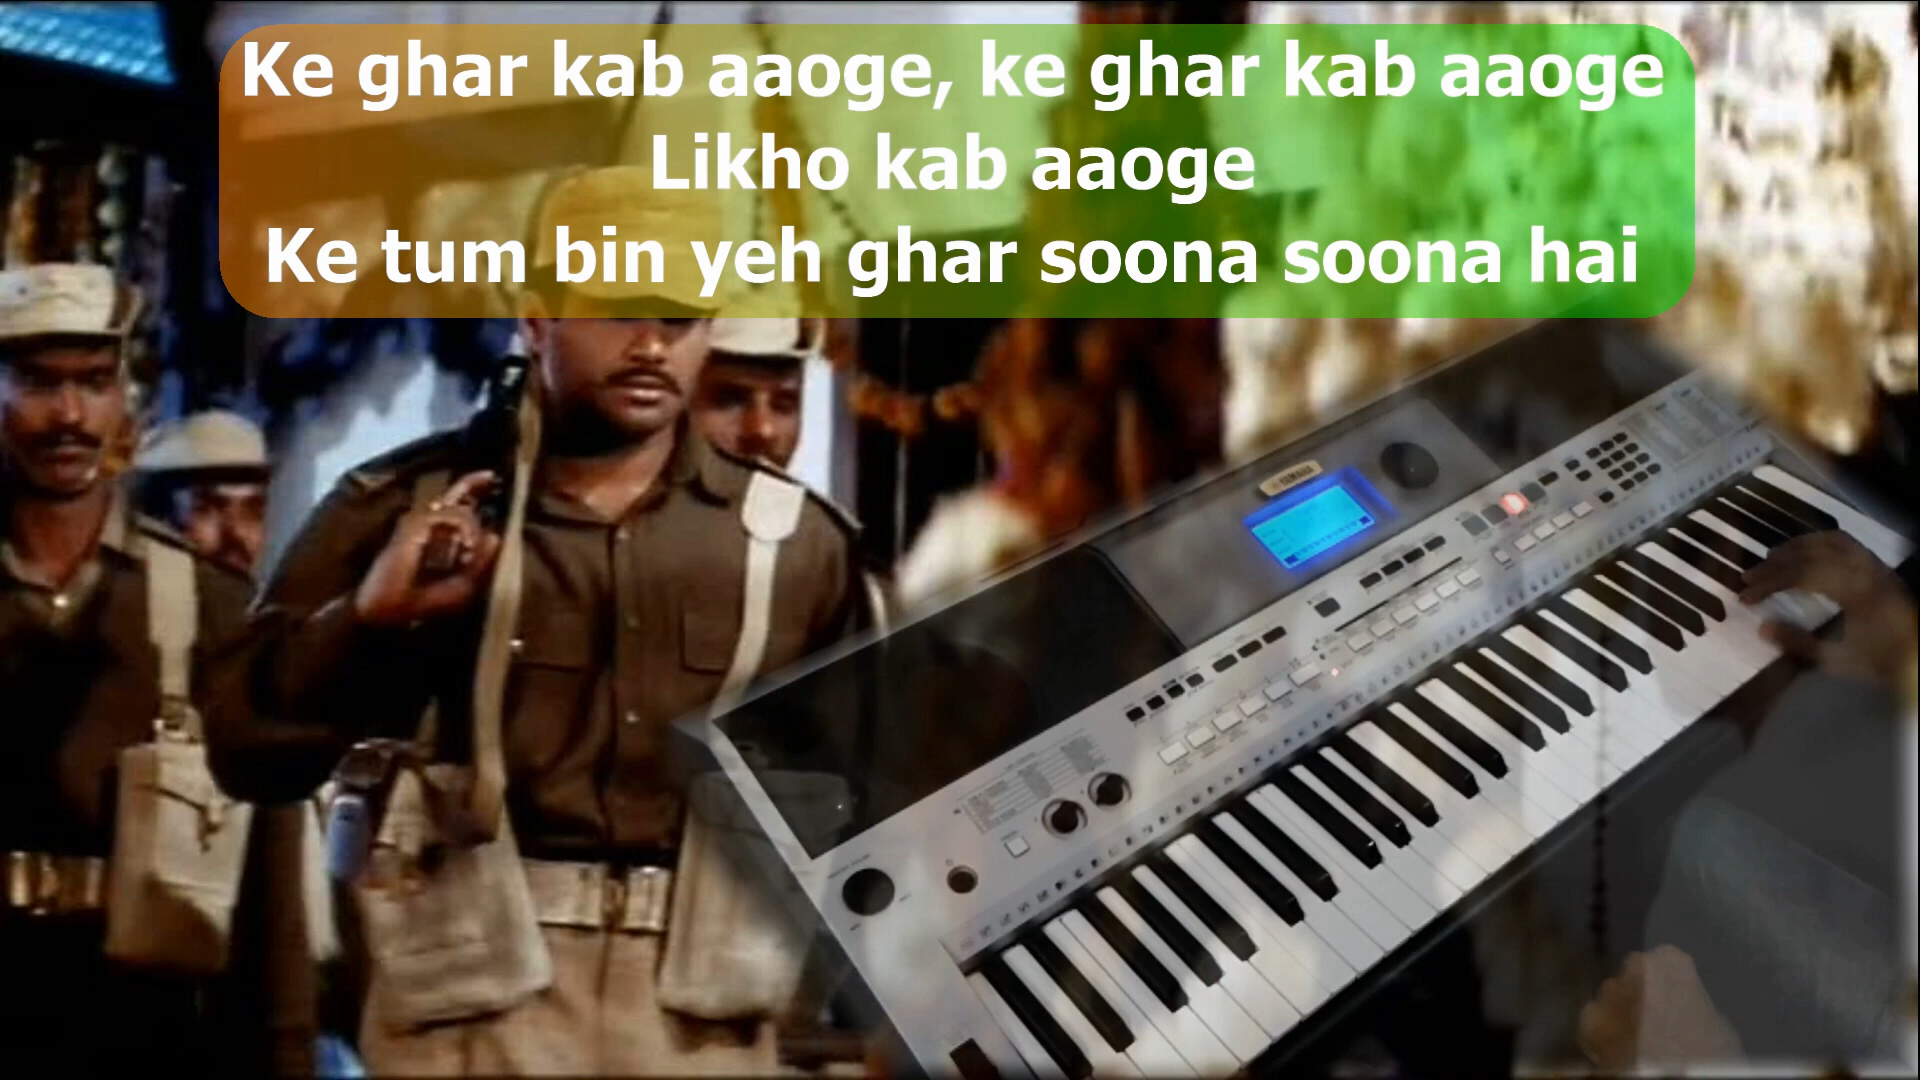 Ke ghar kab aaoge, ke ghar kab aaoge
Likho kab aaoge
Ke tum bin yeh ghar soona soona hai
YAMAHA